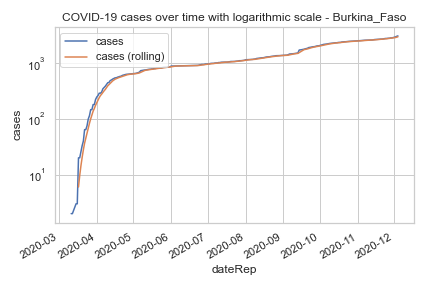 COVID-19 cases over time with logarithmic scale - Burkina_Faso
cases
cases (rolling)
10³
10²
10¹
cases
2020-03
2020-04
2020-05
2020-06
2020-07
2020-08
2020-09
2020-10
2020-11
2020-12
dateRep